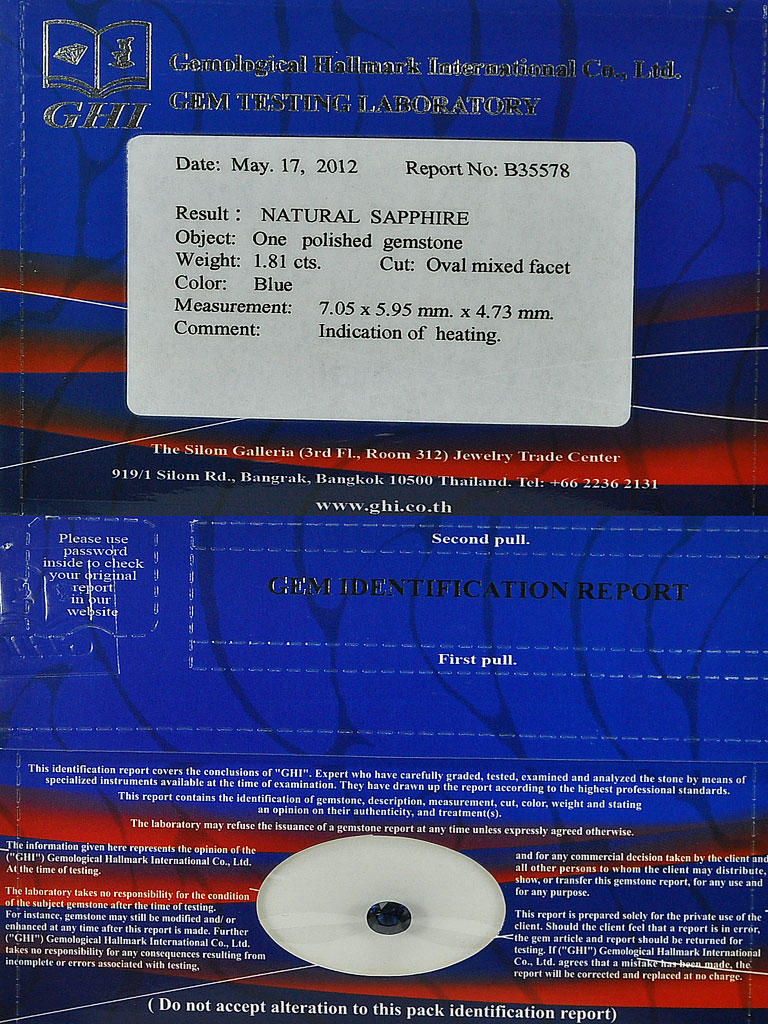 Gemological Hallmark International Co., Ltd.
GHI
GEM TESTING LABORATORY
Date: May. 17, 2012 Report No: B35578
Result : NATURAL SAPPHIRE
Object: One polished gemstone
Weight: 1.81 cts. Cut: Oval mixed facet
Color: Blue
Measurement: 7.05 x 5.95 mm. x 4.73 mm.
Comment: Indication of heating.
The Silom Galleria (3rd Fl., Room 312) Jewelry Trade Center
919/1 Silom Rd., Bangrak, Bangkok 10500 Thailand. Tel: +66 2236 2131
www.ghi.co.th
Please use
password
inside to check
your original
report
in our
website
Second pull.
GEM IDENTIFICATION REPORT
First pull.
This identification report covers the conclusions of "GHI". Expert who have carefully graded, tested, examined and analyzed the stone by means of
specialized instruments available at the time of examination. They have drawn up the report according to the highest professional standards.
This report contains the identification of gemstone, description, measurement, cut, color, weight and stating
an opinion on their authenticity, and treatment(s).
The laboratory may refuse the issuance of a gemstone report at any time unless expressly agreed otherwise.
The information given here represents the opinion of the
("GHI") Gemological Hallmark International Co., Ltd.
At the time of testing.
The laboratory takes no responsibility for the condition
of the subject gemstone after the time of testing.
For instance, gemstone may still be modified and/ or
enhanced at any time after this report is made. Further
("GHI") Gemological Hallmark International Co., Ltd.
takes no responsibility for any consequences resulting from
incomplete or errors associated with testing,
and for any commercial decision taken by the client and
all other persons to whom the client may distribute,
show, or transfer this gemstone report, for any use and
for any purpose.
This report is prepared solely for the private use of the
client. Should the client feel that a report is in error,
the gem article and report should be returned for
testing. If ("GHI") Gemological Hallmark International
Co., Ltd. agrees that a mistake has been made, the
report will be corrected and replaced at no charge.
( Do not accept alteration to this pack identification report)